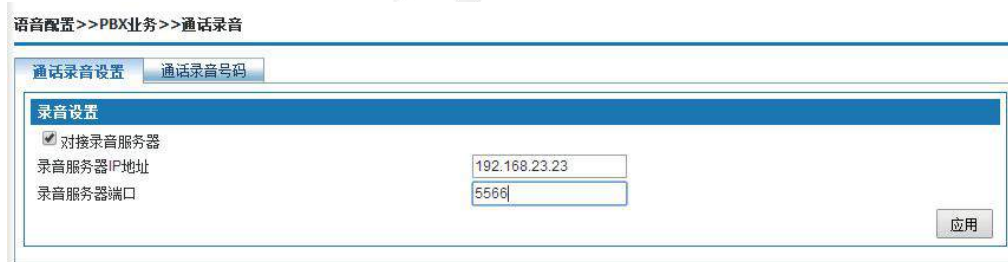 语音配置>>PBX业务>>通话录音
通话录音设置 通话录音号码
录音设置
对接录音服务器
录音服务器IP地址 192.168.23.23
录音服务器端口 5566
应用